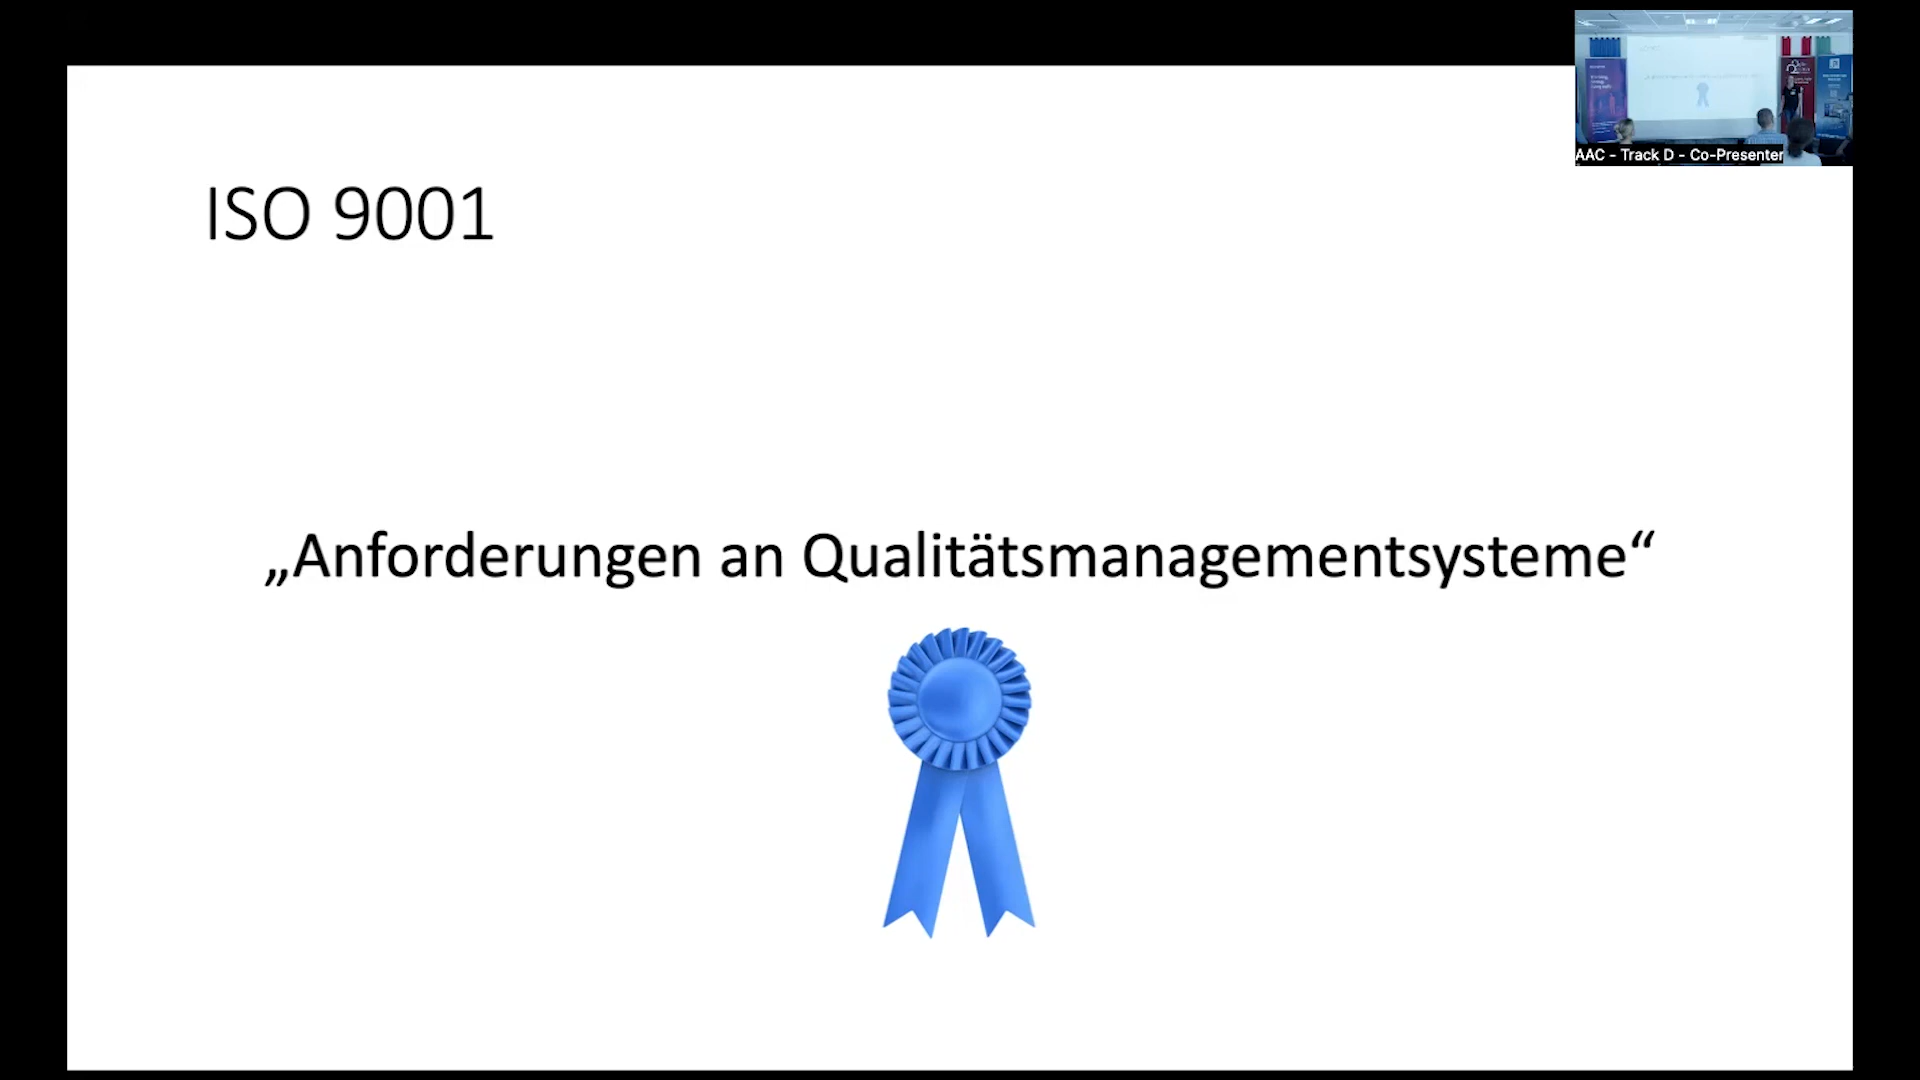 AAC - Track D - Co-Presenter
ISO 9001
„Anforderungen an Qualitätsmanagementsysteme“